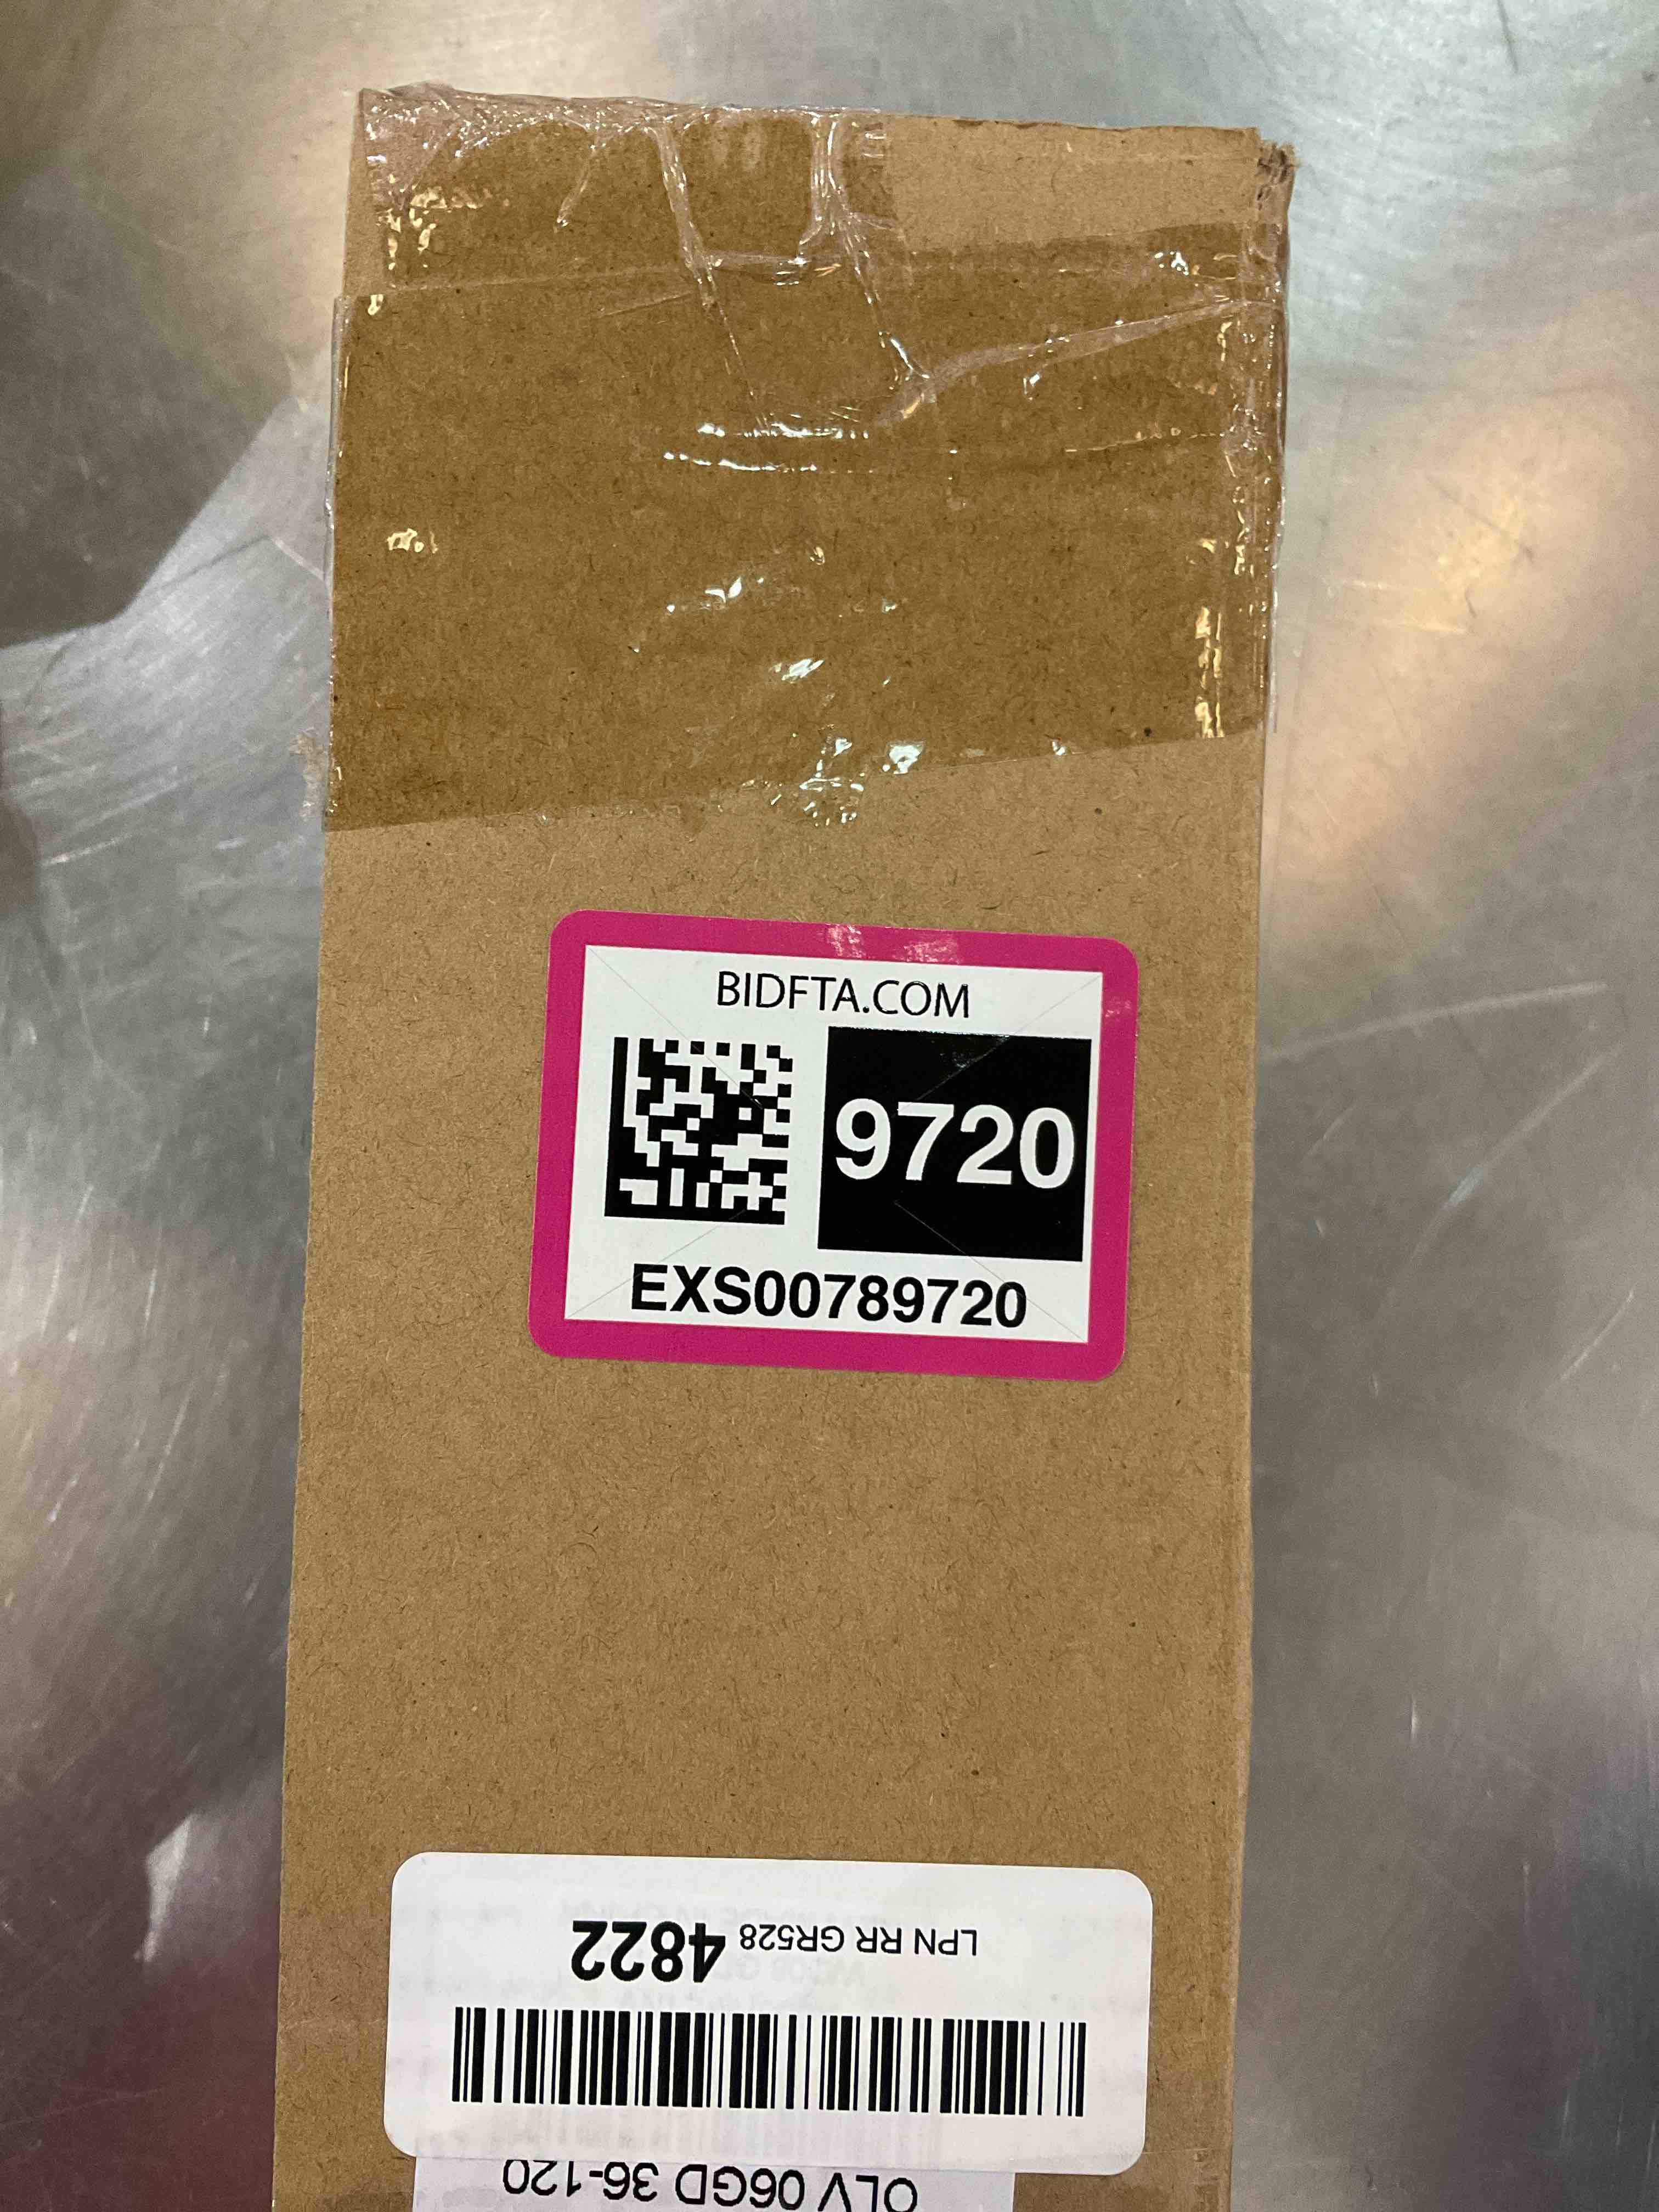 BIDFTA.COM
9720
EXS00789720
LPN RR GR528 4822
OLV 06GD 36-120